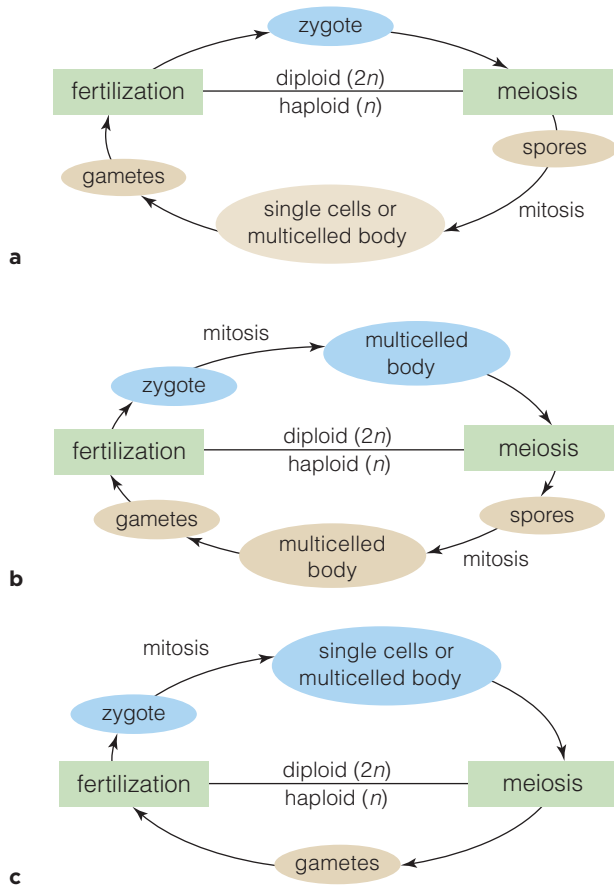 zygote
fertilization
diploid (2n)
haploid (n)
meiosis
spores
gametes
single cells or
multicelled body
mitosis
a
mitosis
multicelled
body
zygote
fertilization
diploid (2n)
haploid (n)
meiosis
gametes
spores
multicelled
body
mitosis
b
mitosis
single cells or
multicelled body
zygote
fertilization
diploid (2n)
haploid (n)
meiosis
gametes
c